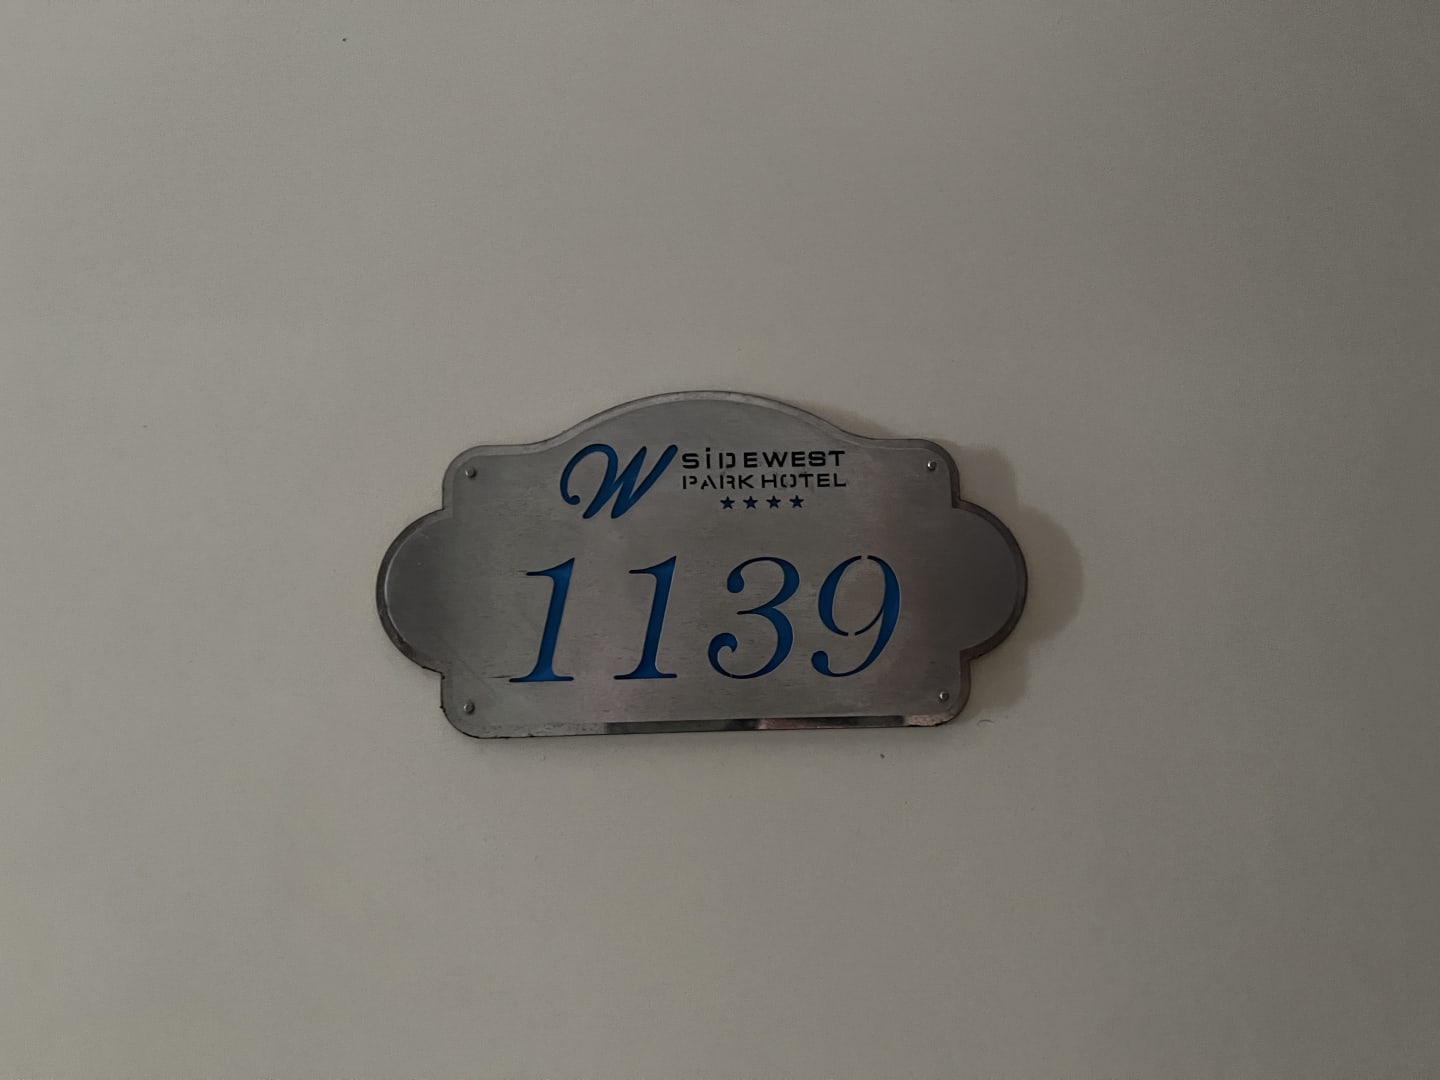 W SİDEWEST
PARK HOTEL
★★★★
1139